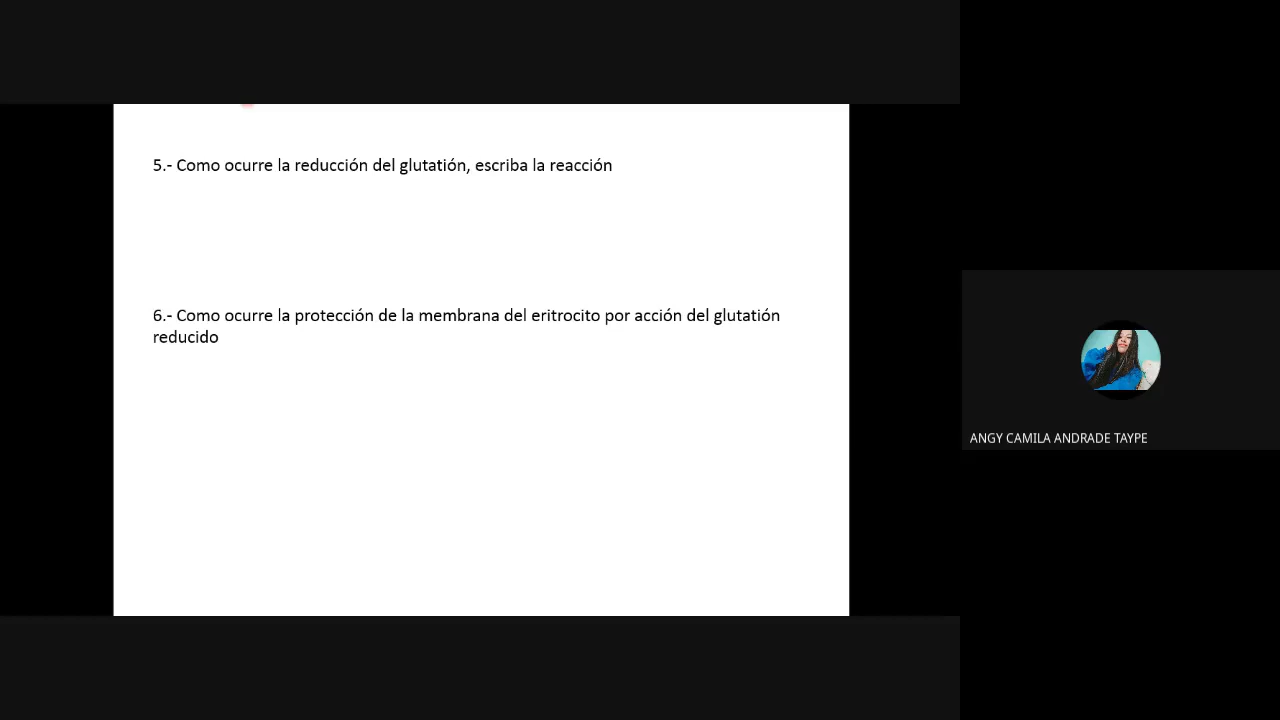 5.- Como ocurre la reducción del glutatión, escriba la reacción
6.- Como ocurre la protección de la membrana del eritrocito por acción del glutatión
reducido
ANGY CAMILA ANDRADE TAYPE